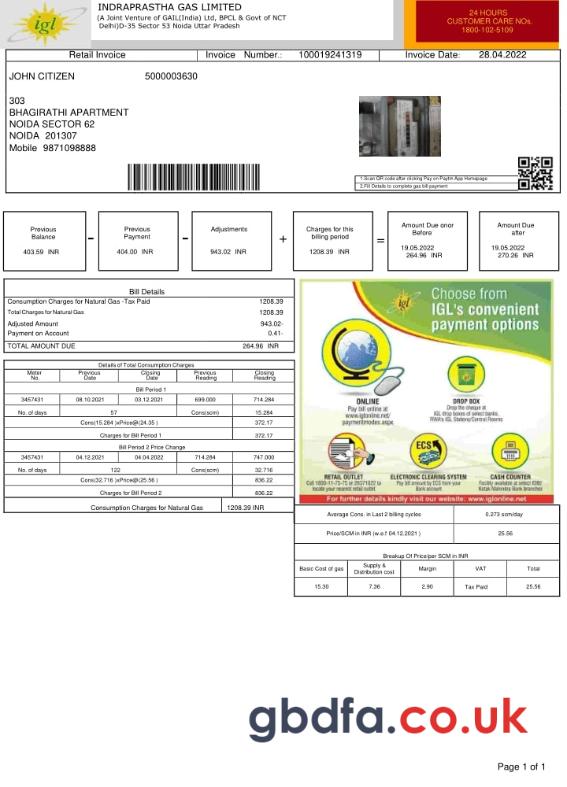 igl
INDRAPRASTHA GAS LIMITED
(A Joint Venture of GAIL(India) Ltd, BPCL & Govt of NCT
Delhi)D-35 Sector 53 Noida Uttar Pradesh
24 HOURS
CUSTOMER CARE NOs.
1800-102-5109
Retail Invoice Invoice Number.: 100019241319 Invoice Date: 28.04.2022
JOHN CITIZEN 5000003630
303
BHAGIRATHI APARTMENT
NOIDA SECTOR 62
NOIDA 201307
Mobile 9871098888
1.Scan QR code after clicking Pay on Paytm App Homepage
2.Fill Details to complete gas bill payment
Previous Balance
403.59 INR
-
Previous Payment
404.00 INR
-
Adjustments
943.02 INR
+
Charges for this billing period
1208.39 INR
=
Amount Due onor Before
19.05.2022
264.96 INR
Amount Due after
19.05.2022
270.26 INR
Bill Details
Consumption Charges for Natural Gas -Tax Paid 1208.39
Total Charges for Natural Gas 1208.39
Adjusted Amount 943.02-
Payment on Account 0.41-
TOTAL AMOUNT DUE 264.96 INR
Details of Total Consumption Charges
Meter No. Previous Date Closing Date Previous Reading Closing Reading
Bill Period 1
3457431 08.10.2021 03.12.2021 699.000 714.284
No. of days 57 Cons(scm) 15.284
Cons(15.284 )xPrice@(24.35 ) 372.17
Charges for Bill Period 1 372.17
Bill Period 2 Price Change
3457431 04.12.2021 04.04.2022 714.284 747.000
No. of days 122 Cons(scm) 32.716
Cons(32.716 )xPrice@(25.56 ) 836.22
Charges for Bill Period 2 836.22
Consumption Charges for Natural Gas 1208.39 INR
igl
Choose from
IGL's convenient
payment options
ONLINE
Pay bill online at
www.iglonline.net/
paymentmodes.aspx
DROP BOX
Drop the cheque at
IGL drop boxes of select banks,
RWA's IGL Stations/Control Rooms
RETAIL OUTLET
locate your nearest retail outlet
ECS
ELECTRONIC CLEARING SYSTEM
Pay bill amount by ECS from your
Bank account
CASH COUNTER
Facility available at select
Kotak Mahindra Bank branches
For further details kindly visit our website: www.iglonline.net
Average Cons. in Last 2 billing cycles 0.273 scm/day
Price/SCM in INR (w.e.f 04.12.2021 ) 25.56
Breakup Of Price/per SCM in INR
Basic Cost of gas Supply & Distribution cost Margin VAT Total
15.30 7.36 2.90 Tax Paid 25.56
gbdfa.co.uk
Page 1 of 1